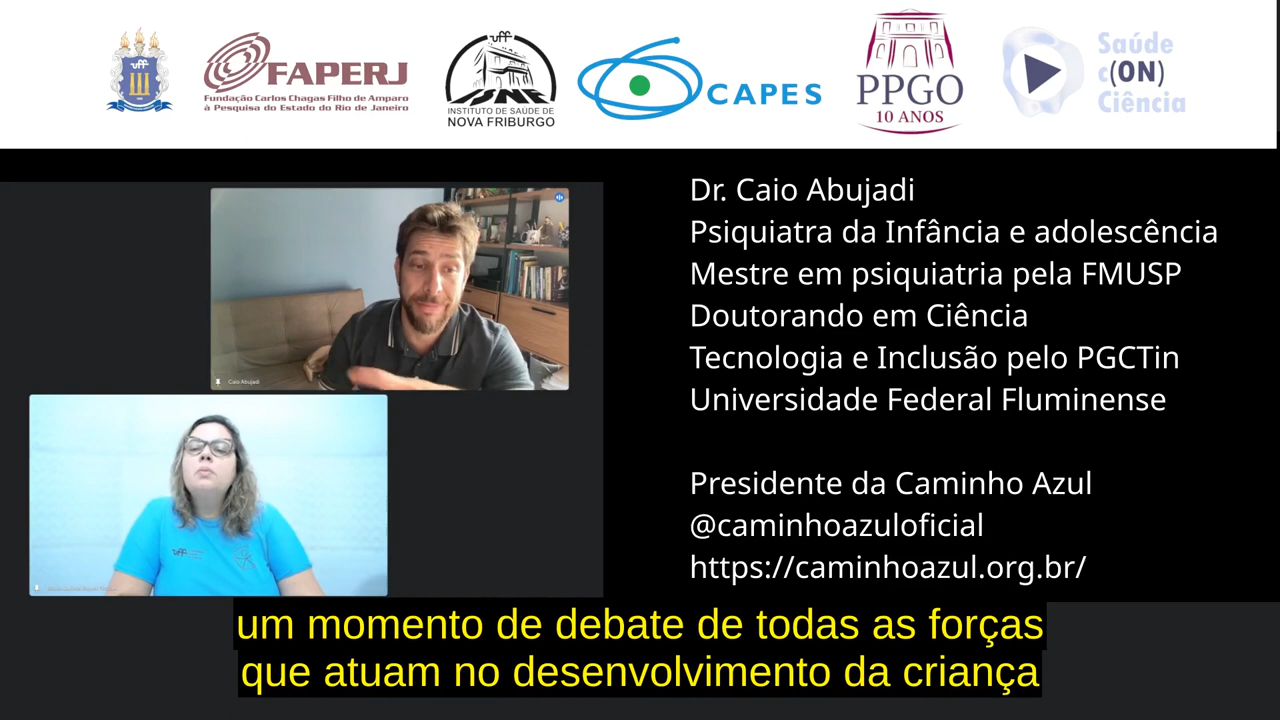 uff
FAPERJ
Fundação Carlos Chagas Filho de Amparo
à Pesquisa do Estado do Rio de Janeiro
uff
INSTITUTO DE SAÚDE DE
NOVA FRIBURGO
CAPES
PPGO
10 ANOS
Saúde
c(ON)
Ciência
Dr. Caio Abujadi
Psiquiatra da Infância e adolescência
Mestre em psiquiatria pela FMUSP
Doutorando em Ciência
Tecnologia e Inclusão pelo PGCTin
Universidade Federal Fluminense
Presidente da Caminho Azul
@caminhoazuloficial
https://caminhoazul.org.br/
Caio Abujadi
uff
um momento de debate de todas as forças
que atuam no desenvolvimento da criança